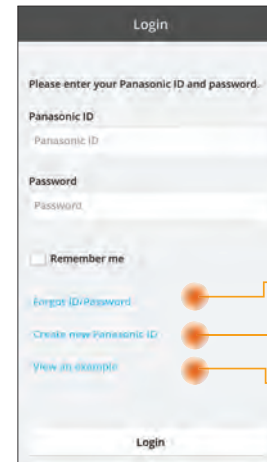 Login
Please enter your Panasonic ID and password.
Panasonic ID
Panasonic ID
Password
Password
Remember me
Forgot ID/Password
Create new Panasonic ID
View an example
Login